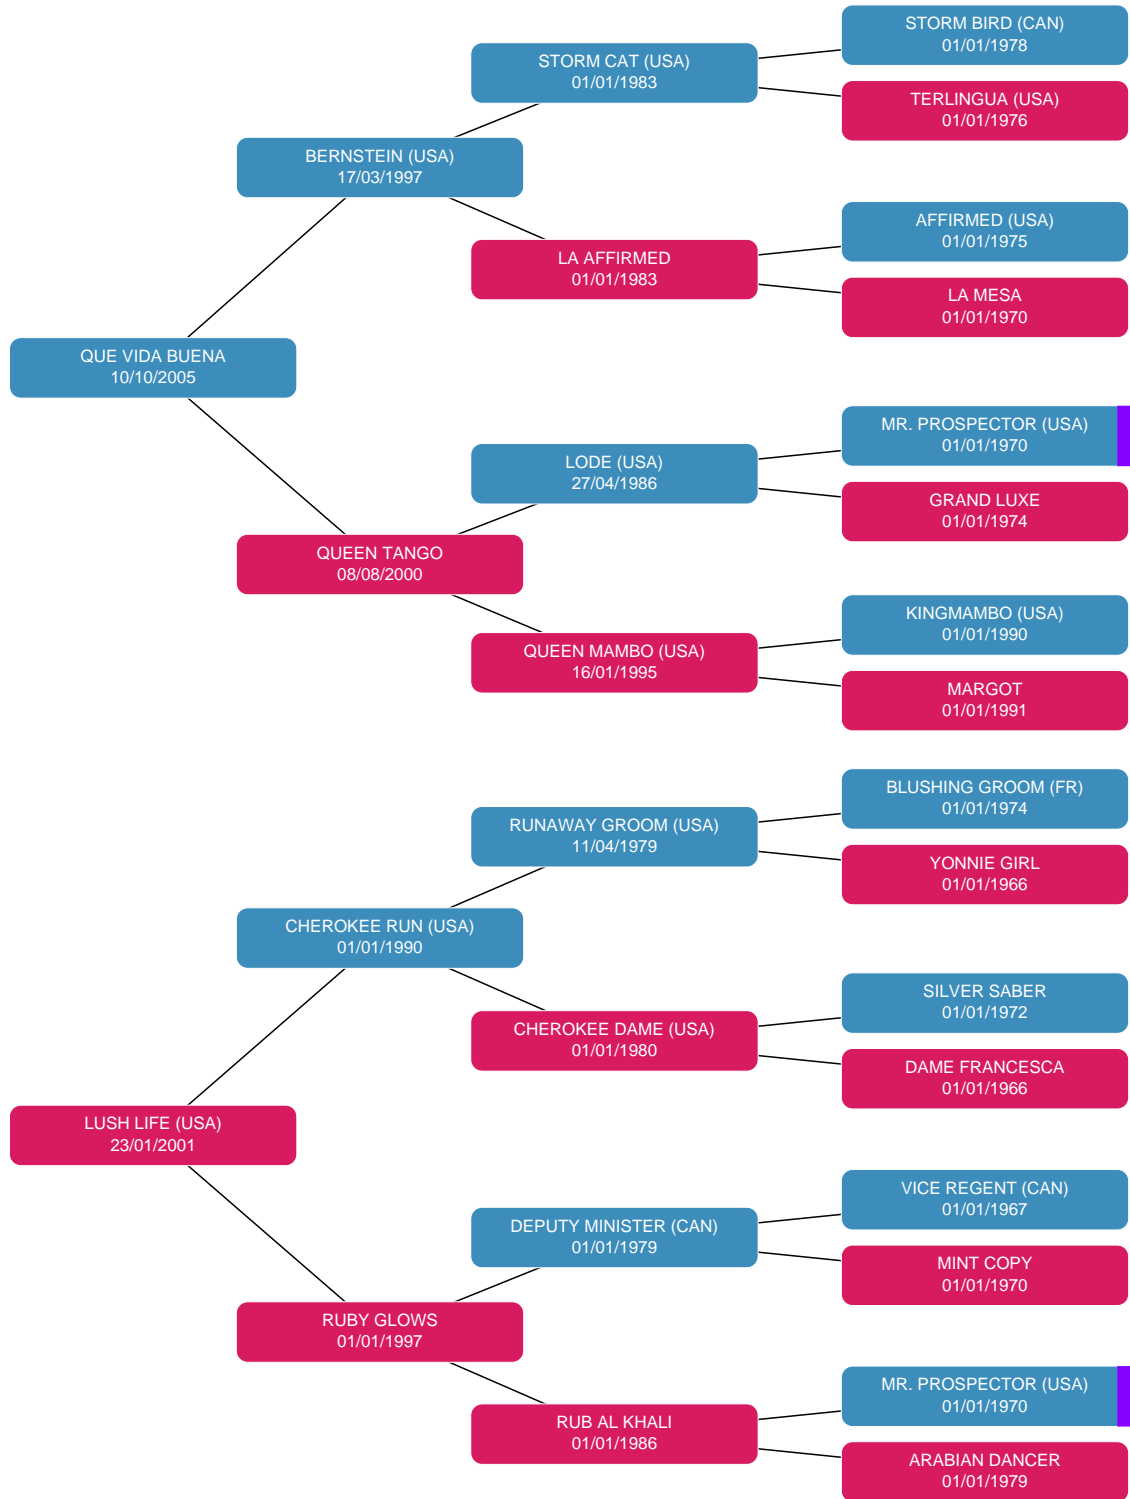 STORM BIRD (CAN)
01/01/1978
STORM CAT (USA)
01/01/1983
TERLINGUA (USA)
01/01/1976
BERNSTEIN (USA)
17/03/1997
AFFIRMED (USA)
01/01/1975
LA AFFIRMED
01/01/1983
LA MESA
01/01/1970
QUE VIDA BUENA
10/10/2005
MR. PROSPECTOR (USA)
01/01/1970
LODE (USA)
27/04/1986
GRAND LUXE
01/01/1974
QUEEN TANGO
08/08/2000
KINGMAMBO (USA)
01/01/1990
QUEEN MAMBO (USA)
16/01/1995
MARGOT
01/01/1991
BLUSHING GROOM (FR)
01/01/1974
RUNAWAY GROOM (USA)
11/04/1979
YONNIE GIRL
01/01/1966
CHEROKEE RUN (USA)
01/01/1990
SILVER SABER
01/01/1972
CHEROKEE DAME (USA)
01/01/1980
DAME FRANCESCA
01/01/1966
LUSH LIFE (USA)
23/01/2001
VICE REGENT (CAN)
01/01/1967
DEPUTY MINISTER (CAN)
01/01/1979
MINT COPY
01/01/1970
RUBY GLOWS
01/01/1997
MR. PROSPECTOR (USA)
01/01/1970
RUB AL KHALI
01/01/1986
ARABIAN DANCER
01/01/1979